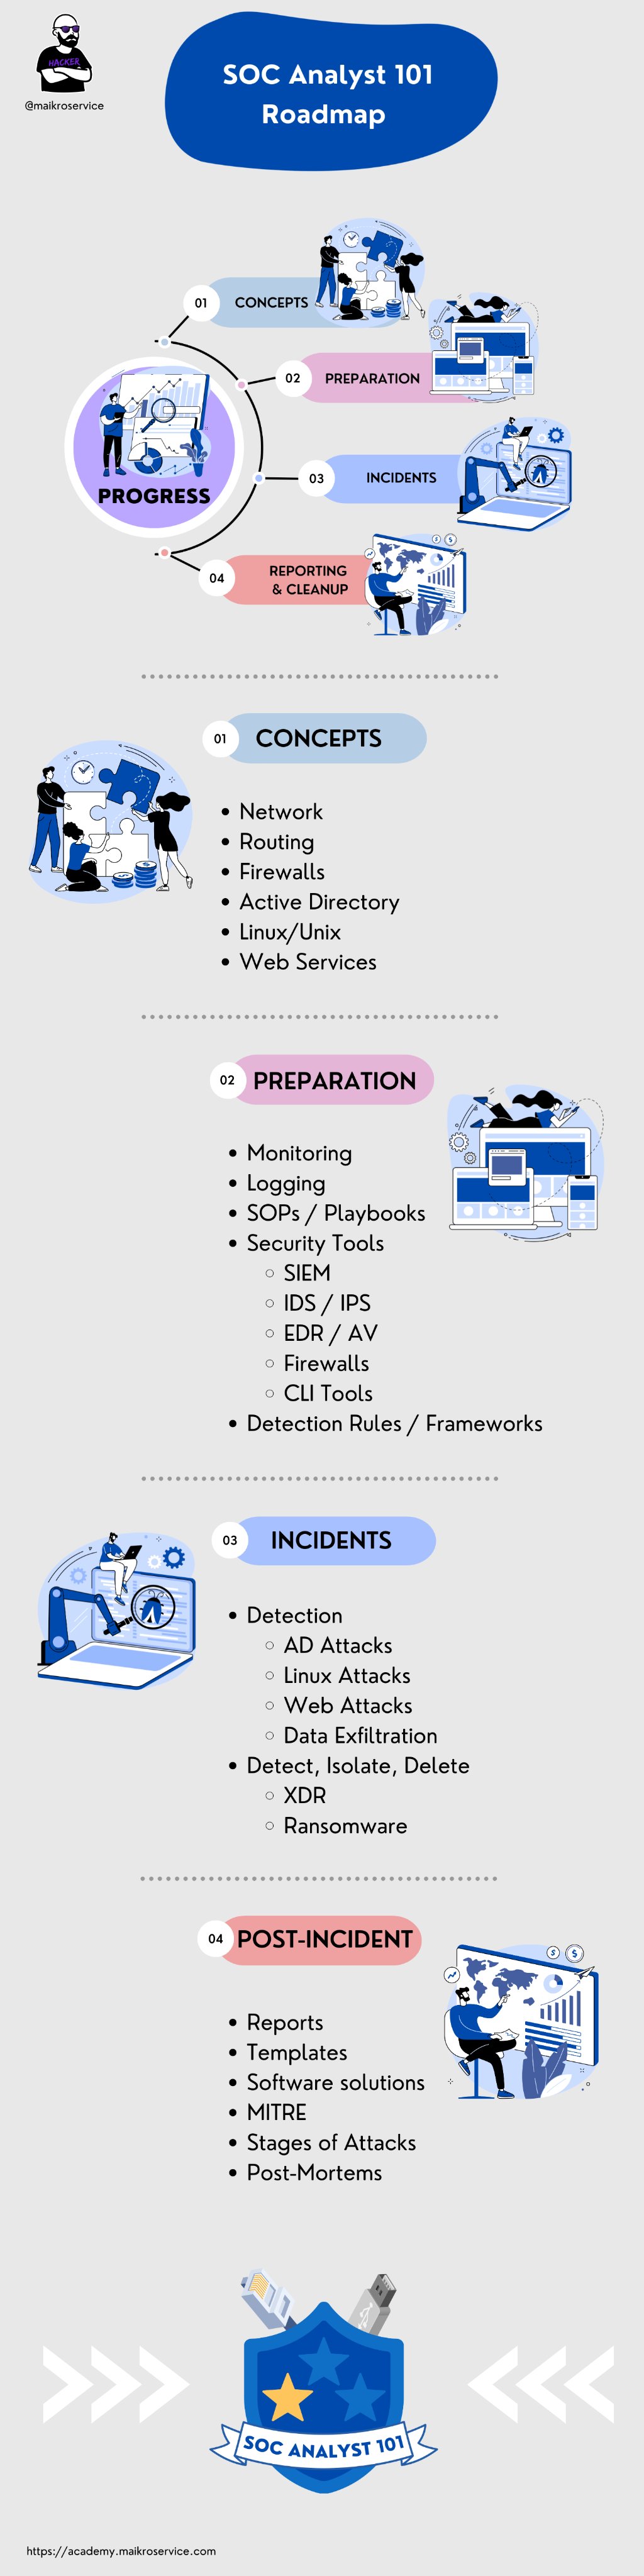 HACKER
@maikroservice
SOC Analyst 101
Roadmap
01
CONCEPTS
02
PREPARATION
PROGRESS
03
INCIDENTS
04
REPORTING
& CLEANUP
01
CONCEPTS
• Network
• Routing
• Firewalls
• Active Directory
• Linux/Unix
• Web Services
02
PREPARATION
• Monitoring
• Logging
• SOPs / Playbooks
• Security Tools
○ SIEM
○ IDS / IPS
○ EDR / AV
○ Firewalls
○ CLI Tools
• Detection Rules / Frameworks
03
INCIDENTS
• Detection
○ AD Attacks
○ Linux Attacks
○ Web Attacks
○ Data Exfiltration
• Detect, Isolate, Delete
○ XDR
○ Ransomware
04
POST-INCIDENT
• Reports
• Templates
• Software solutions
• MITRE
• Stages of Attacks
• Post-Mortems
SOC ANALYST 101
https://academy.maikroservice.com